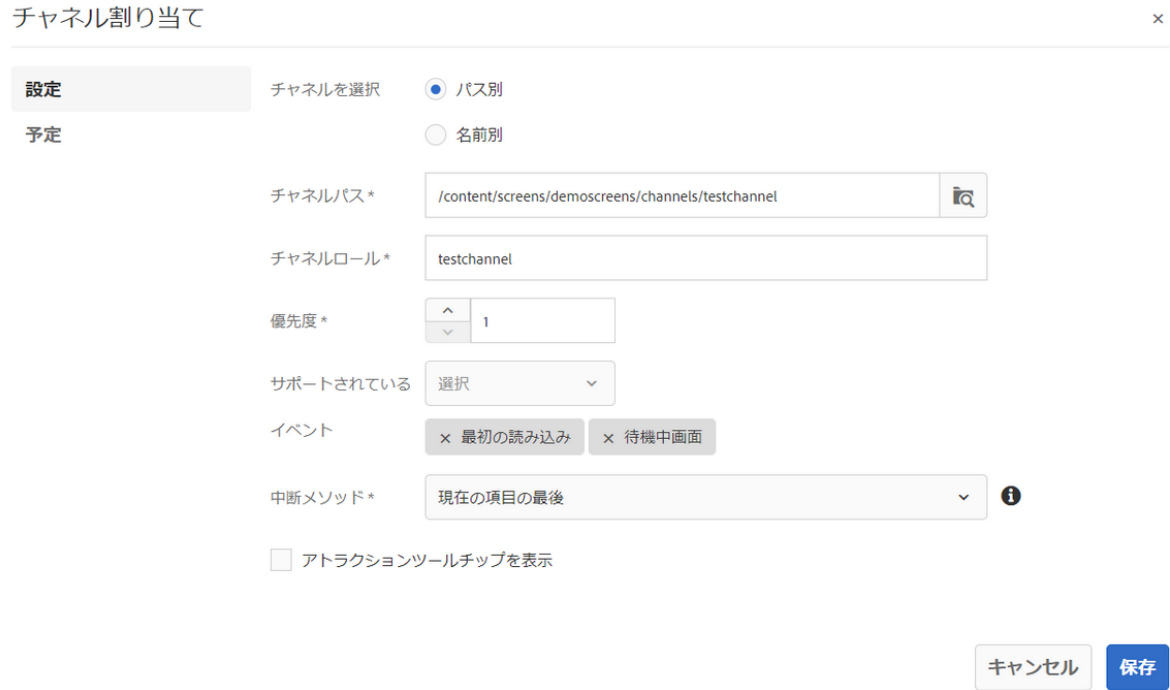 チャネル割り当て
×
設定
予定
チャネルを選択
パス別
名前別
チャネルパス *
/content/screens/demoscreens/channels/testchannel
チャネルロール *
testchannel
優先度 *
1
サポートされている
イベント
選択
× 最初の読み込み
× 待機中画面
中断メソッド *
現在の項目の最後
アトラクションツールチップを表示
キャンセル
保存